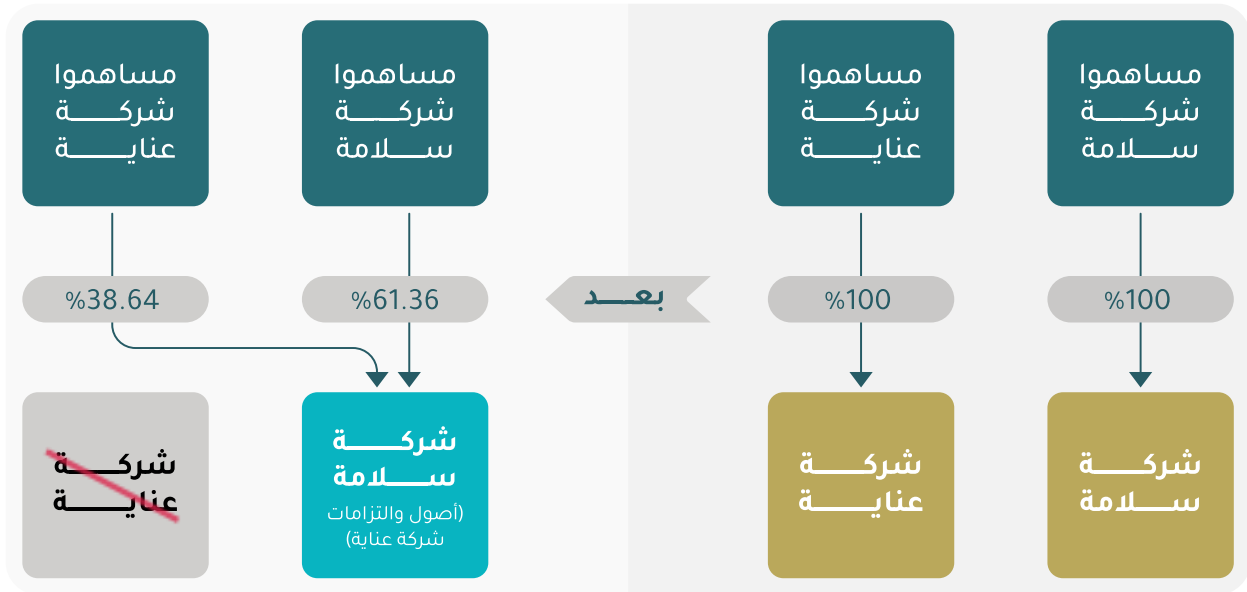 مساهموا
شركة
سلامة
مساهموا
شركة
عناية
%100
%100
شركة
سلامة
شركة
عناية
بعد
مساهموا
شركة
سلامة
مساهموا
شركة
عناية
%61.36
%38.64
شركة
سلامة
(أصول والتزامات
شركة عناية)
شركة
عناية